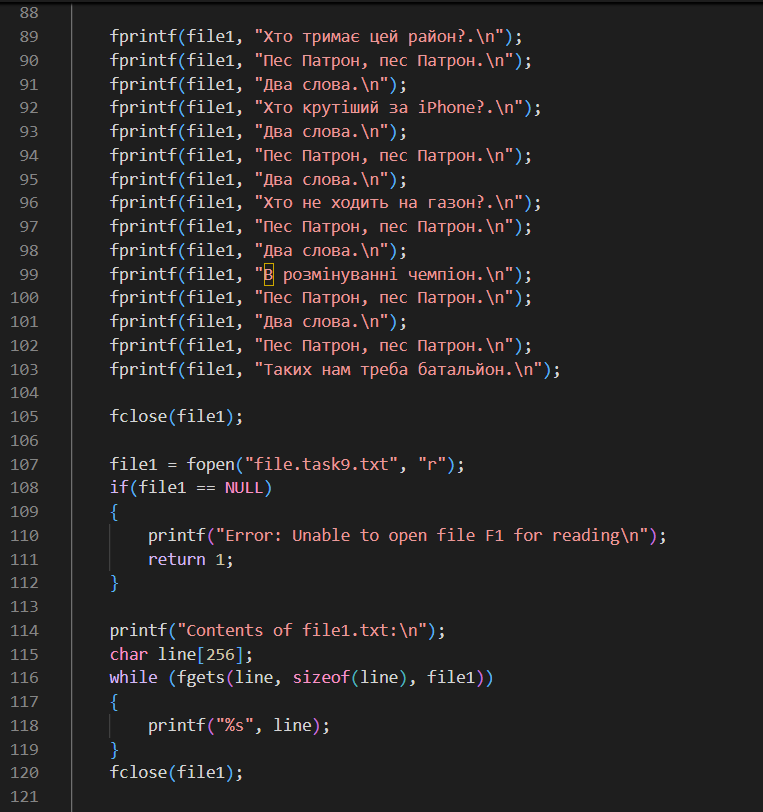 88
89 fprintf(file1, "Хто тримає цей район?.\n");
90 fprintf(file1, "Пес Патрон, пес Патрон.\n");
91 fprintf(file1, "Два слова.\n");
92 fprintf(file1, "Хто крутіший за iPhone?.\n");
93 fprintf(file1, "Два слова.\n");
94 fprintf(file1, "Пес Патрон, пес Патрон.\n");
95 fprintf(file1, "Два слова.\n");
96 fprintf(file1, "Хто не ходить на газон?.\n");
97 fprintf(file1, "Пес Патрон, пес Патрон.\n");
98 fprintf(file1, "Два слова.\n");
99 fprintf(file1, "В розмінуванні чемпіон.\n");
100 fprintf(file1, "Пес Патрон, пес Патрон.\n");
101 fprintf(file1, "Два слова.\n");
102 fprintf(file1, "Пес Патрон, пес Патрон.\n");
103 fprintf(file1, "Таких нам треба батальйон.\n");
104
105 fclose(file1);
106
107 file1 = fopen("file.task9.txt", "r");
108 if(file1 == NULL)
109 {
110 printf("Error: Unable to open file F1 for reading\n");
111 return 1;
112 }
113
114 printf("Contents of file1.txt:\n");
115 char line[256];
116 while (fgets(line, sizeof(line), file1))
117 {
118 printf("%s", line);
119 }
120 fclose(file1);
121